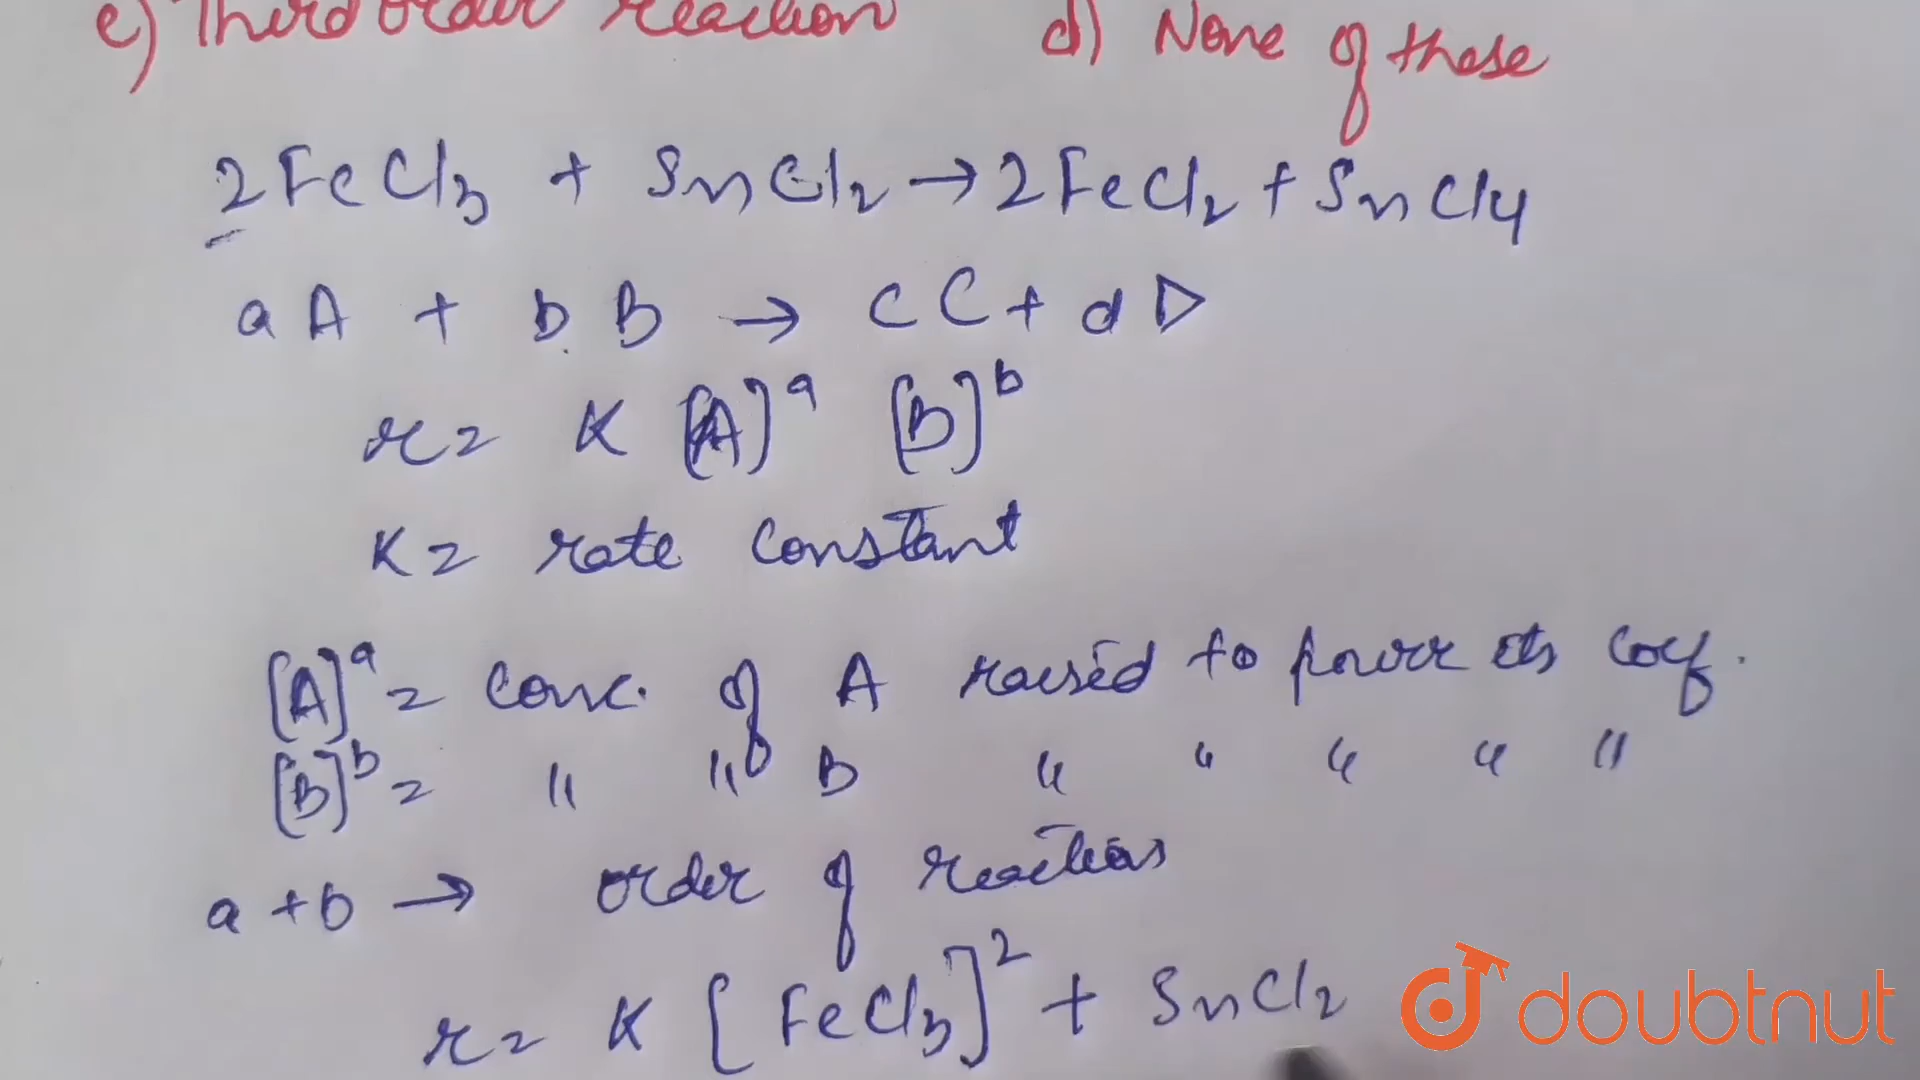 c) Third order reaction d) None of these
2FeCl3 + SnCl2 → 2FeCl2 + SnCl4
aA + bB → cC + dD
r = K [A]^a [B]^b
K = rate constant
[A]^a = conc. of A raised to power its coef.
[B]^b = " " B " " " " "
a + b → order of reaction
r = K [FeCl3]^2 + SnCl2
doubtnut